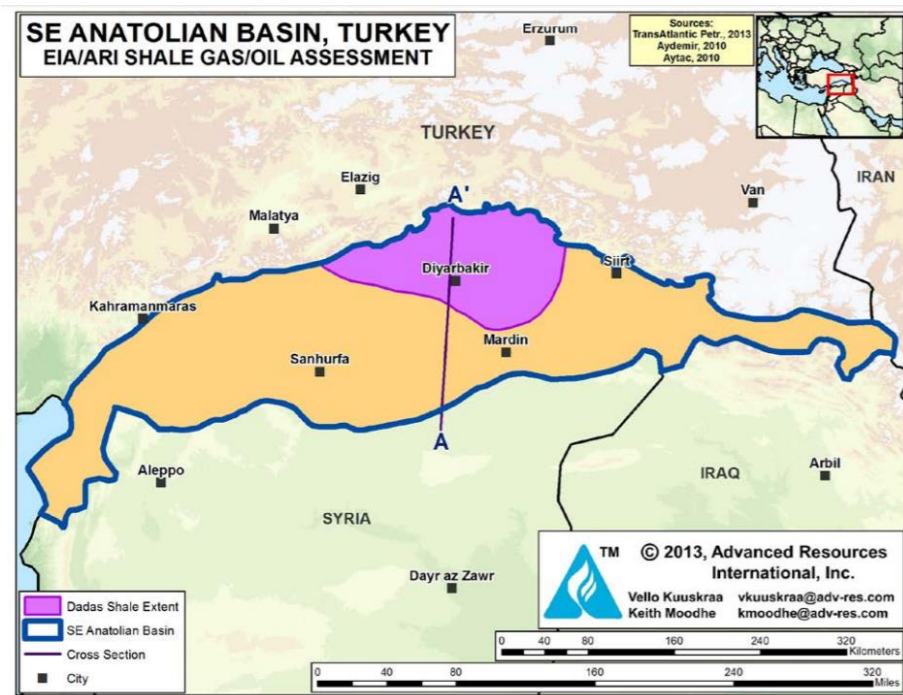 SE ANATOLIAN BASIN, TURKEY
EIA/ARI SHALE GAS/OIL ASSESSMENT
Sources:
TransAtlantic Petr., 2013
Aydemir, 2010
Aytac, 2010
Erzurum
TURKEY
IRAN
Elazig
A'
Van
Malatya
Diyarbakir
Siirt
Kahramanmaras
Mardin
Sanhurfa
A
Aleppo
IRAQ
Arbil
SYRIA
Dayr az Zawr
TM © 2013, Advanced Resources
International, Inc.
Vello Kuuskraa vkuuskraa@adv-res.com
Keith Moodhe kmoodhe@adv-res.com
Dadas Shale Extent
SE Anatolian Basin
Cross Section
City
0 20 40 80 160 240 320
Kilometers
0 40 80 160 240 320
Miles